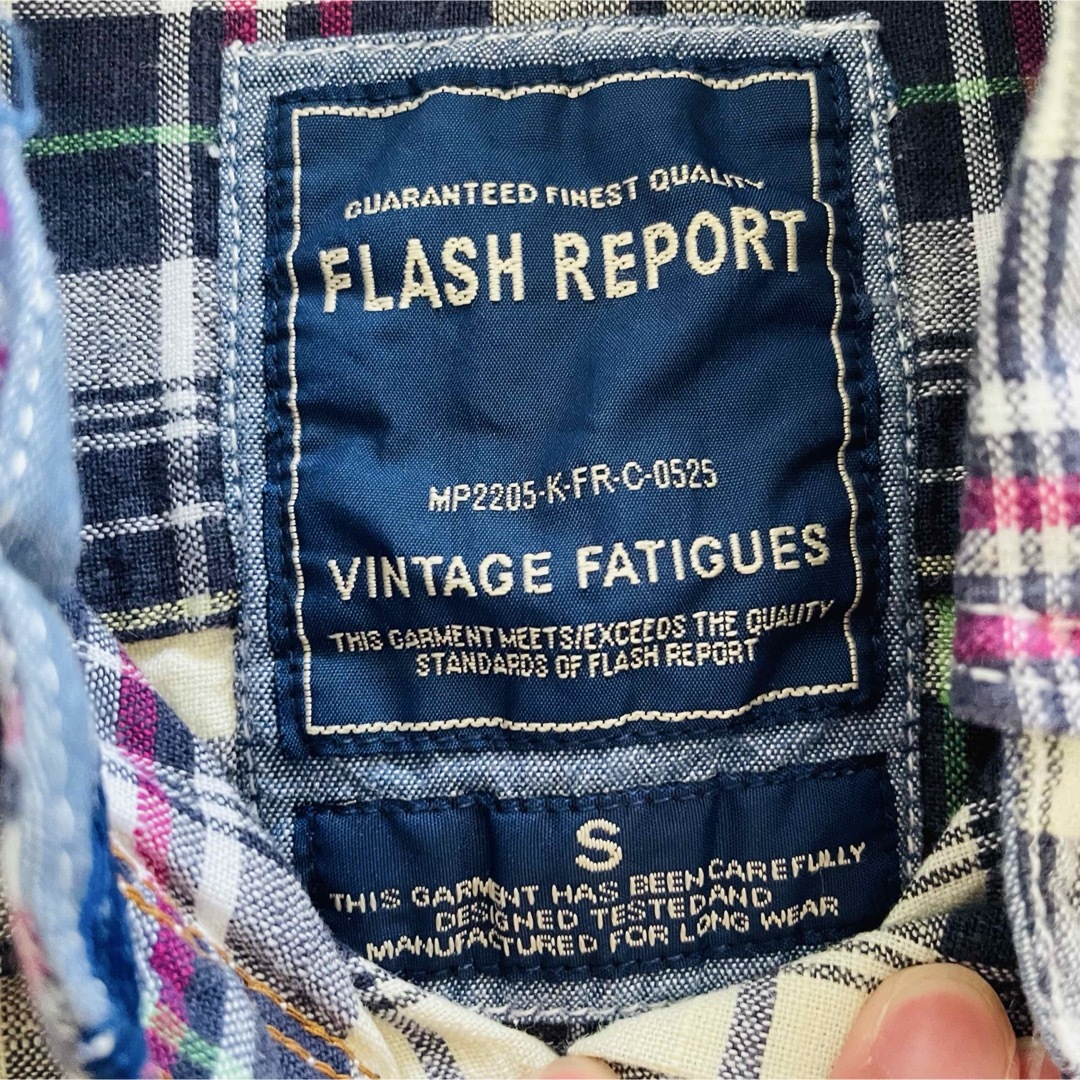 GUARANTEED FINEST QUALITY
FLASH REPORT
MP2205-K-FR-C-0525
VINTAGE FATIGUES
THIS GARMENT MEETS/EXCEEDS THE QUALITY
STANDARDS OF FLASH REPORT
S
THIS GARMENT HAS BEEN CAREFULLY
DESIGNED TESTED AND
MANUFACTURED FOR LONG WEAR